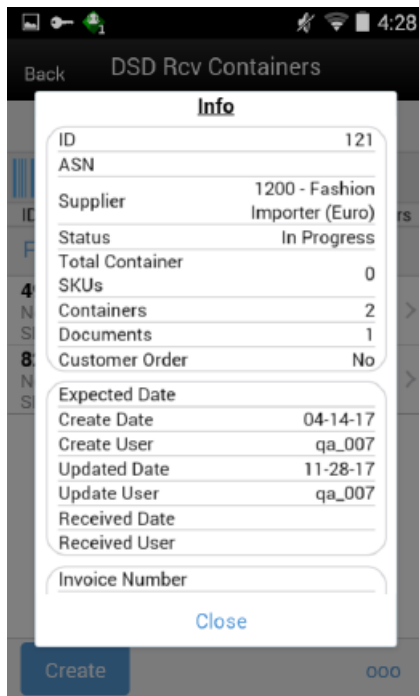 1
4:28
Back
DSD Rcv Containers
Info
ID 121
ASN
Supplier 1200 - Fashion
Importer (Euro)
Status In Progress
Total Container
SKUs 0
Containers 2
Documents 1
Customer Order No
Expected Date
Create Date 04-14-17
Create User qa_007
Updated Date 11-28-17
Update User qa_007
Received Date
Received User
Invoice Number
Close
Create
ooo